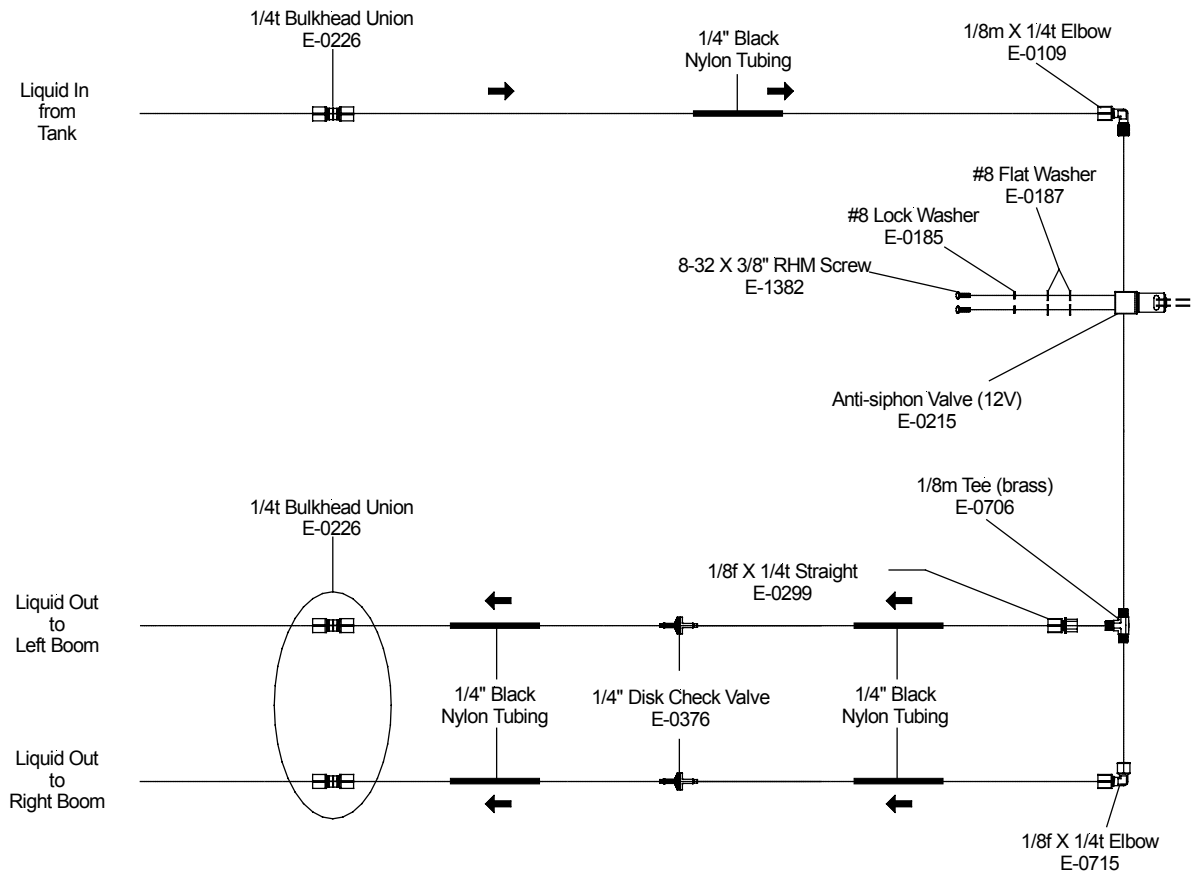 1/4t Bulkhead Union
E-0226
1/4" Black
Nylon Tubing
1/8m X 1/4t Elbow
E-0109
Liquid In
from
Tank
#8 Flat Washer
E-0187
#8 Lock Washer
E-0185
8-32 X 3/8" RHM Screw
E-1382
Anti-siphon Valve (12V)
E-0215
1/8m Tee (brass)
E-0706
1/4t Bulkhead Union
E-0226
1/8f X 1/4t Straight
E-0299
Liquid Out
to
Left Boom
1/4" Black
Nylon Tubing
1/4" Disk Check Valve
E-0376
1/4" Black
Nylon Tubing
Liquid Out
to
Right Boom
1/8f X 1/4t Elbow
E-0715